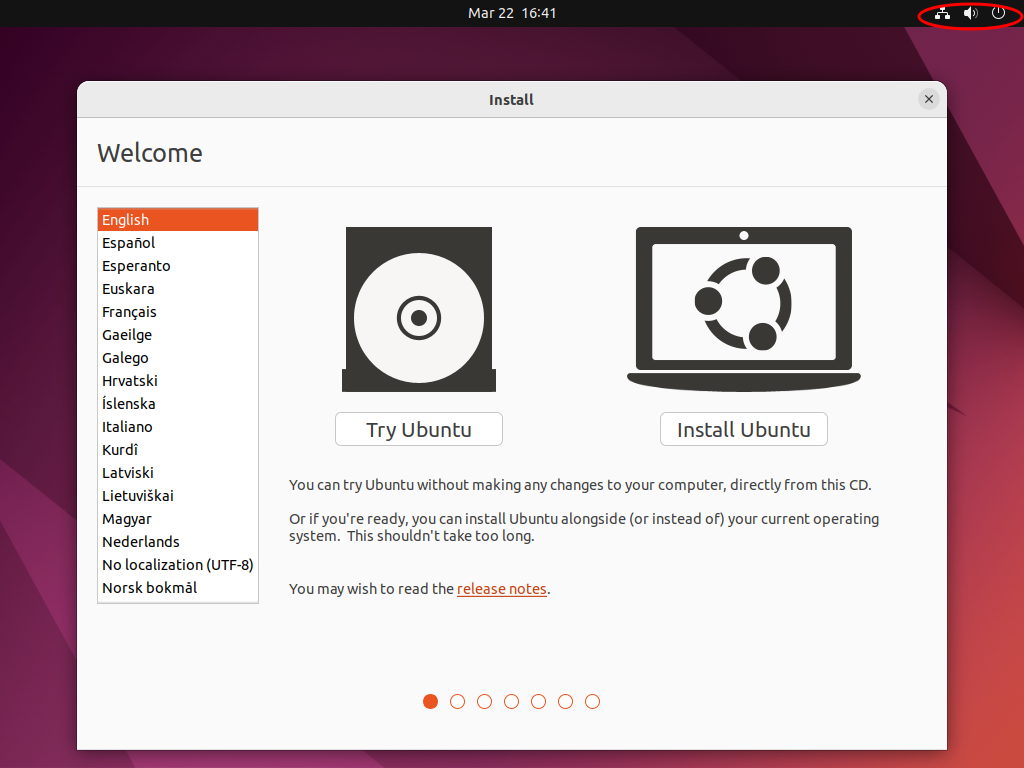 Mar 22  16:41
Install
Welcome
English
Español
Esperanto
Euskara
Français
Gaeilge
Galego
Hrvatski
Íslenska
Italiano
Kurdî
Latviski
Lietuviškai
Magyar
Nederlands
No localization (UTF-8)
Norsk bokmål
Try Ubuntu
Install Ubuntu
You can try Ubuntu without making any changes to your computer, directly from this CD.
Or if you're ready, you can install Ubuntu alongside (or instead of) your current operating
system.  This shouldn't take too long.
You may wish to read the release notes.